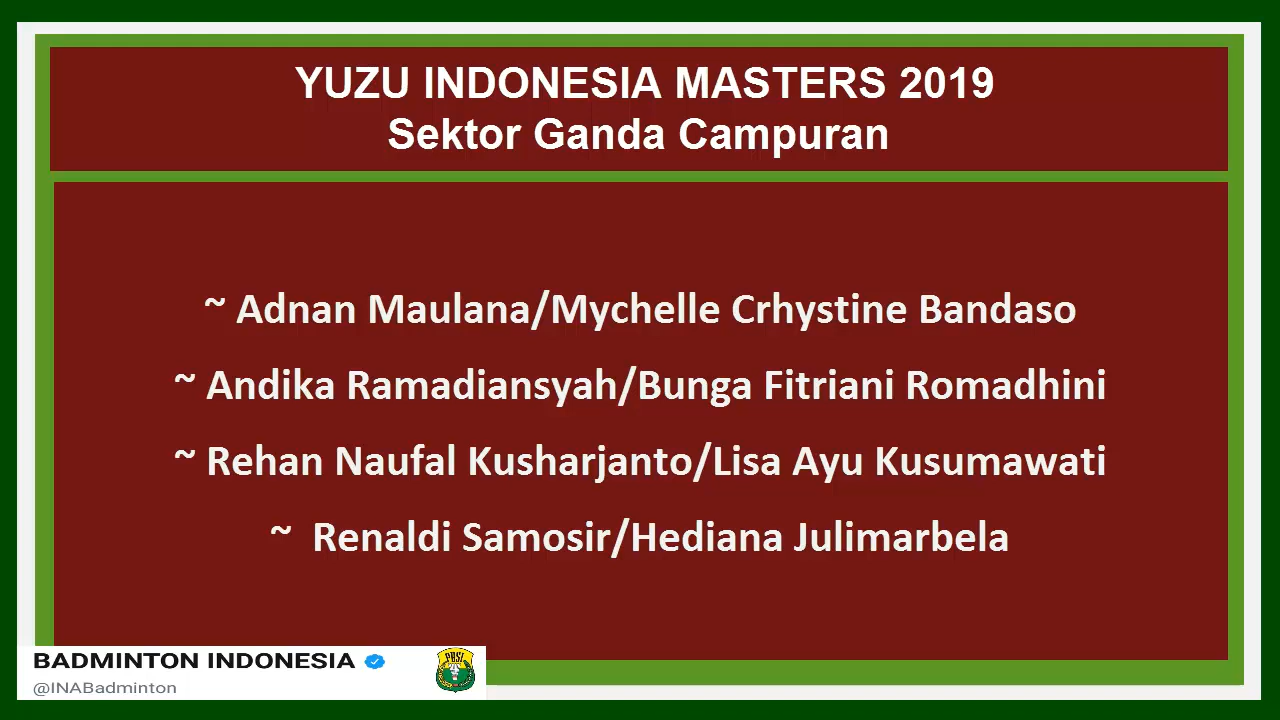 YUZU INDONESIA MASTERS 2019
Sektor Ganda Campuran
~ Adnan Maulana/Mychelle Crhystine Bandaso
~ Andika Ramadiansyah/Bunga Fitriani Romadhini
~ Rehan Naufal Kusharjanto/Lisa Ayu Kusumawati
~ Renaldi Samosir/Hediana Julimarbela
BADMINTON INDONESIA
PBSI
@INABadminton